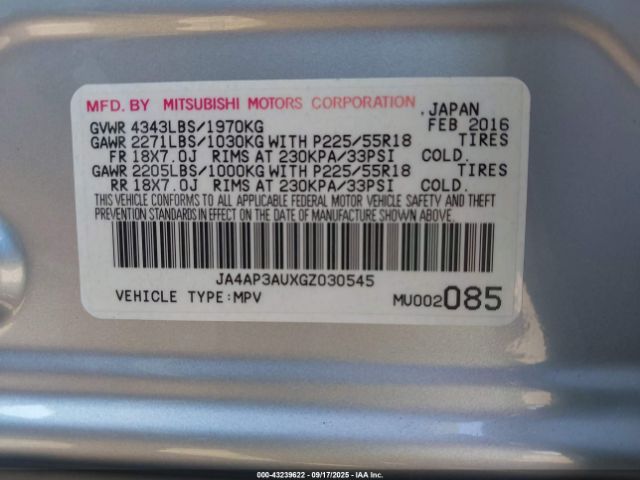 MFD. BY MITSUBISHI MOTORS CORPORATION , JAPAN
GVWR 4343LBS/1970KG FEB 2016
GAWR 2271LBS/1030KG WITH P225/55R18 TIRES
FR 18X7.0J RIMS AT 230KPA/33PSI COLD.
GAWR 2205LBS/1000KG WITH P225/55R18 TIRES
RR 18X7.0J RIMS AT 230KPA/33PSI COLD.
THIS VEHICLE CONFORMS TO ALL APPLICABLE FEDERAL MOTOR VEHICLE SAFETY AND THEFT
PREVENTION STANDARDS IN EFFECT ON THE DATE OF MANUFACTURE SHOWN ABOVE.
JA4AP3AUXGZ030545
VEHICLE TYPE:MPV MU002085
000-43239622 - 09/17/2025 - IAAI